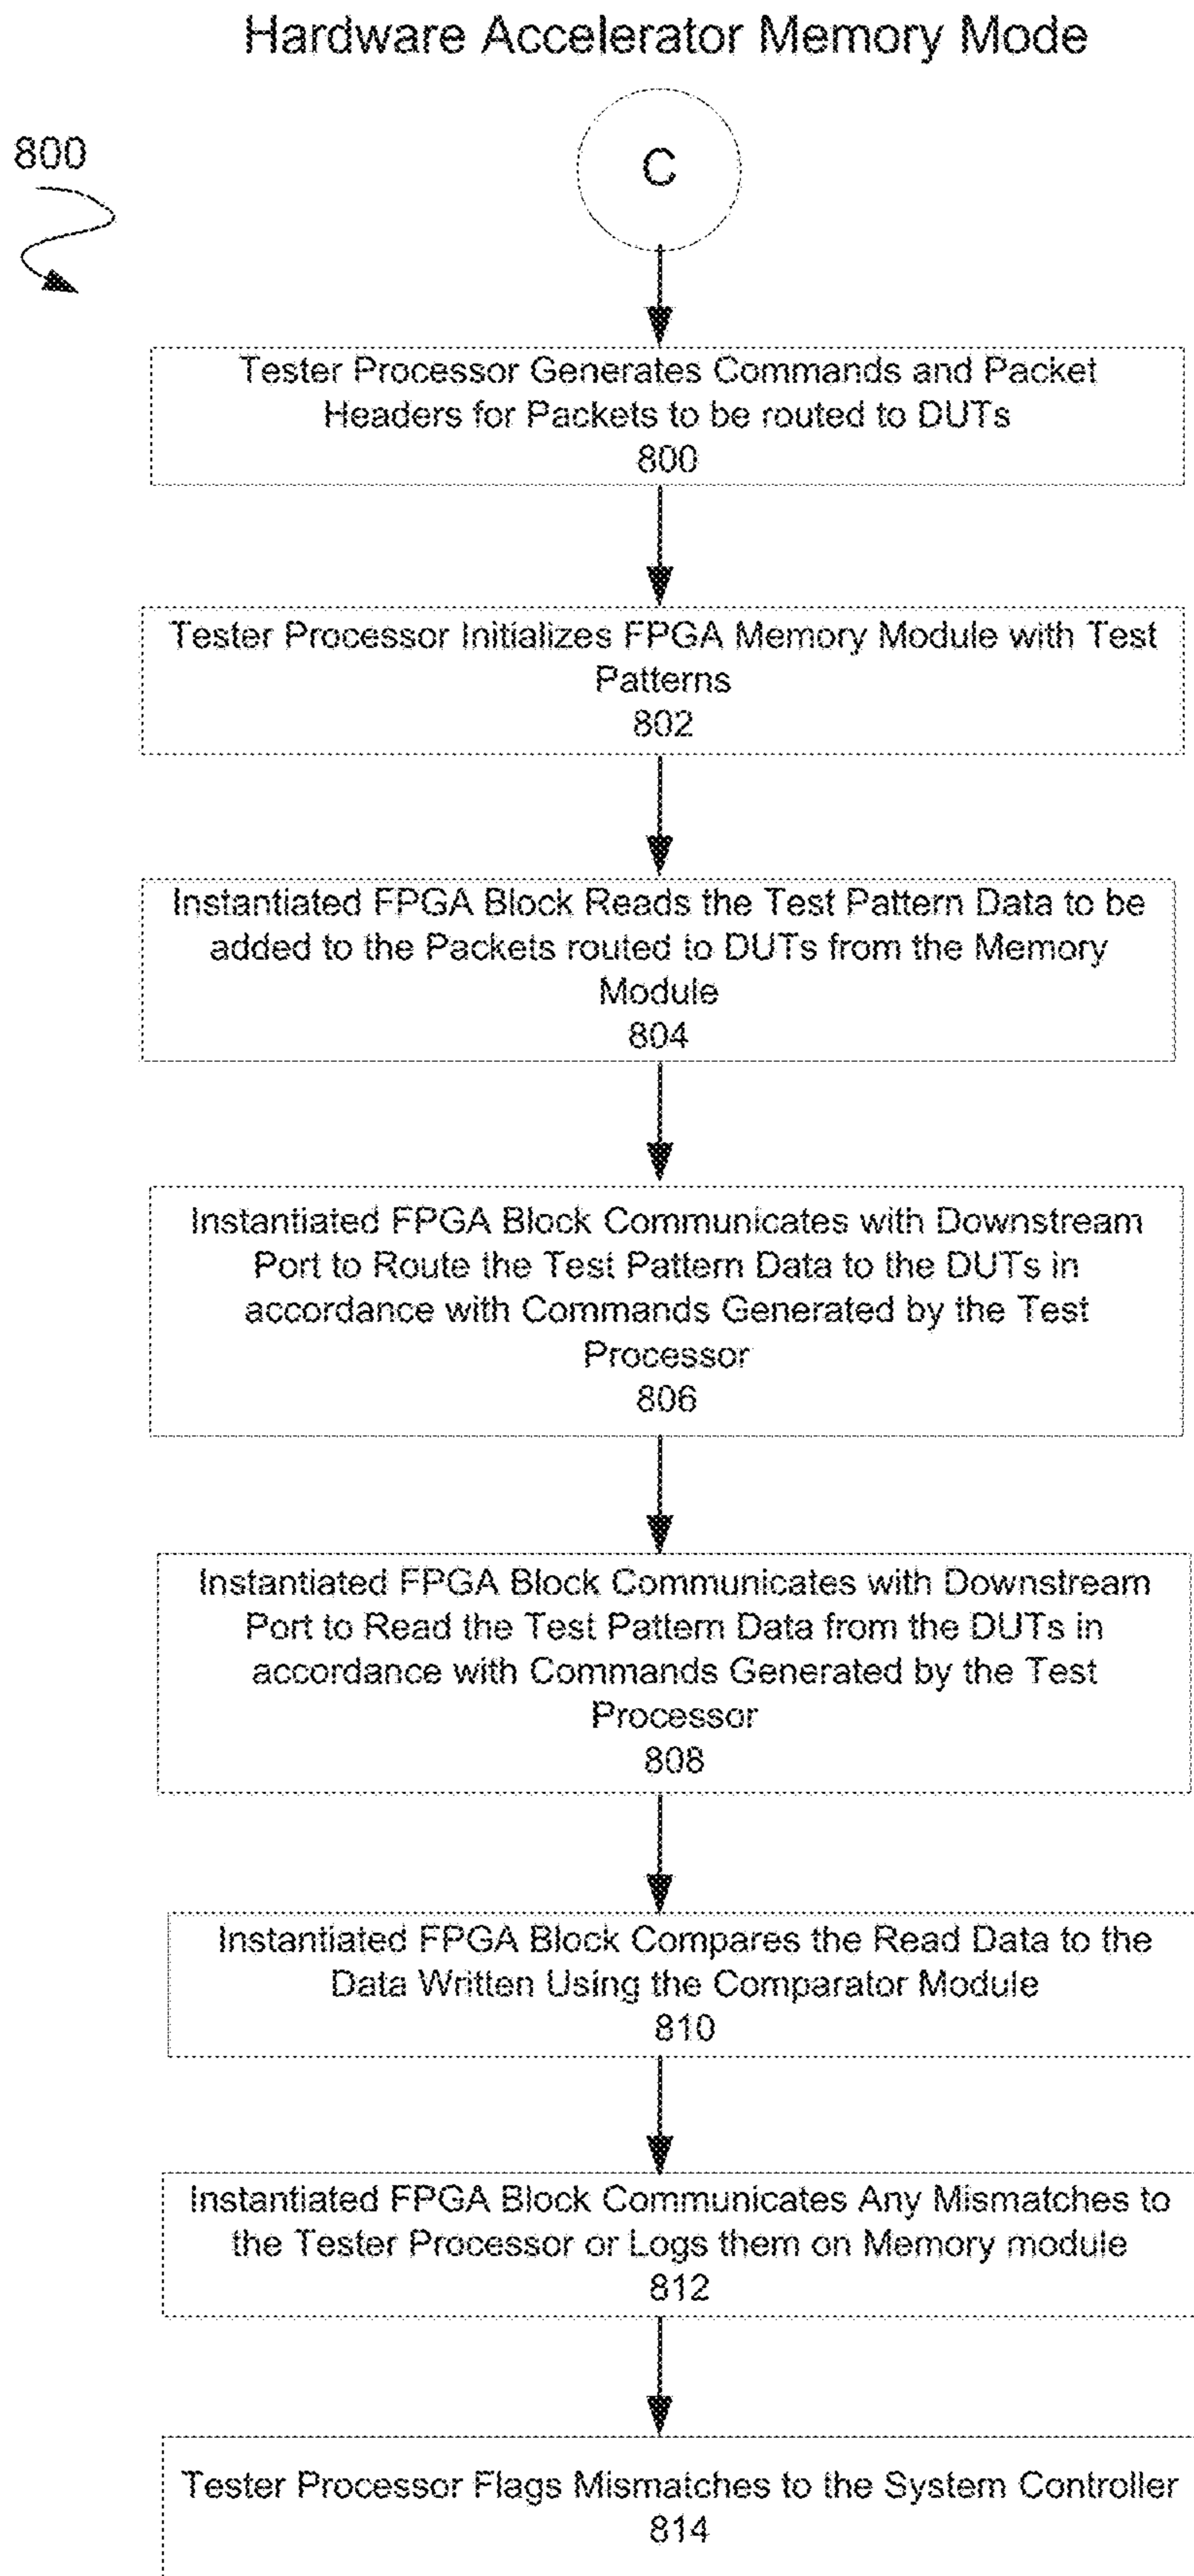 Hardware Accelerator Memory Mode
800
C
Tester Processor Generates Commands and Packet
Headers for Packets to be routed to DUTs
800
Tester Processor Initializes FPGA Memory Module with Test
Patterns
802
Instantiated FPGA Block Reads the Test Pattern Data to be
added to the Packets routed to DUTs from the Memory
Module
804
Instantiated FPGA Block Communicates with Downstream
Port to Route the Test Pattern Data to the DUTs in
accordance with Commands Generated by the Test
Processor
806
Instantiated FPGA Block Communicates with Downstream
Port to Read the Test Pattern Data from the DUTs in
accordance with Commands Generated by the Test
Processor
808
Instantiated FPGA Block Compares the Read Data to the
Data Written Using the Comparator Module
810
Instantiated FPGA Block Communicates Any Mismatches to
the Tester Processor or Logs them on Memory module
812
Tester Processor Flags Mismatches to the System Controller
814